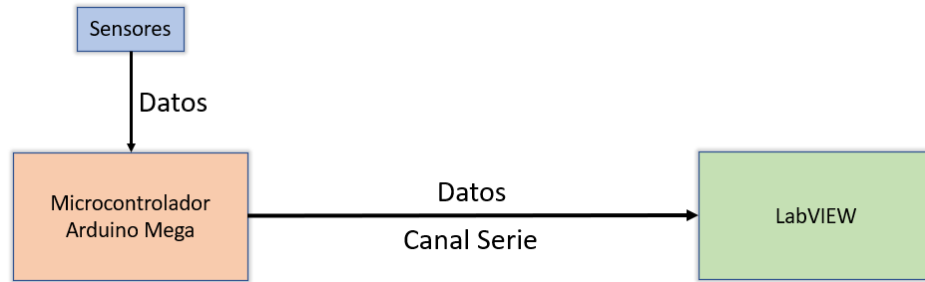 Sensores
Datos
Microcontrolador
Arduino Mega
Datos
Canal Serie
LabVIEW